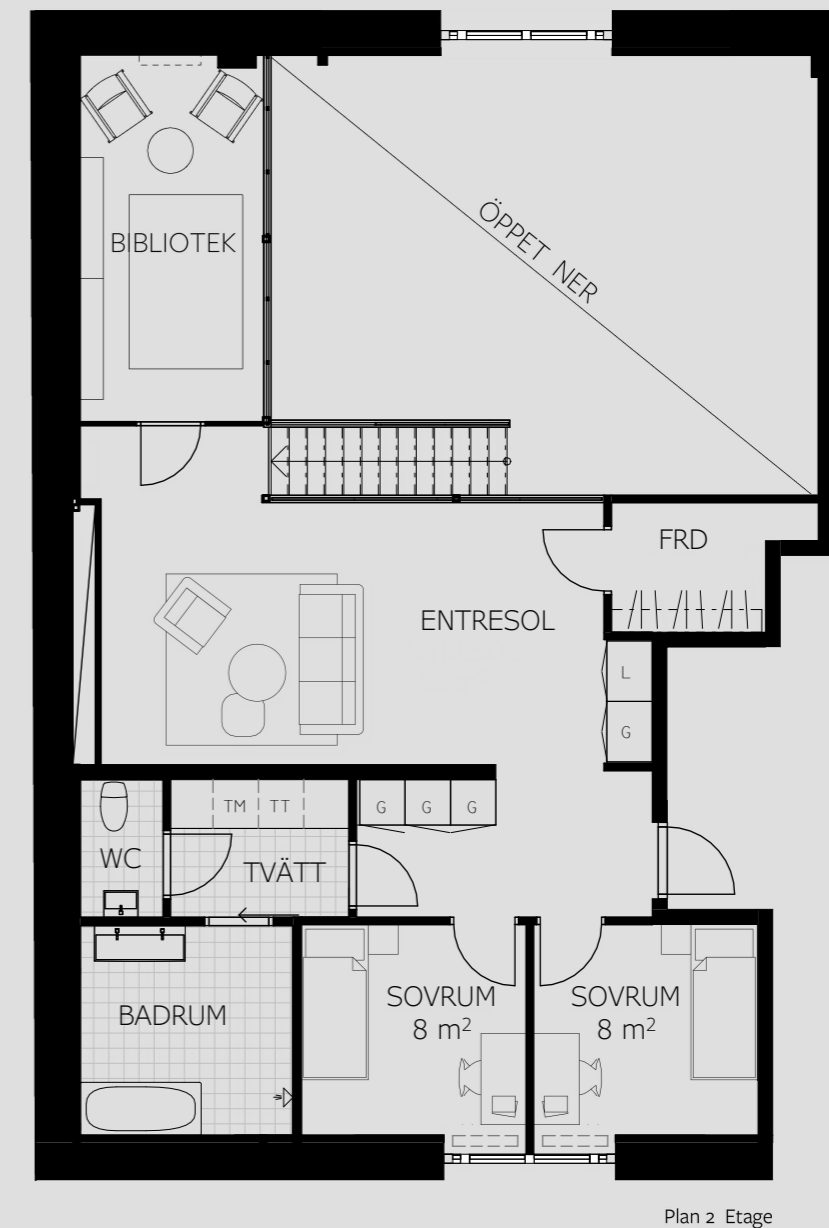 BIBLIOTEK
ÖPPET NER
FRD
ENTRESOL
L
G
TM TT
G G G
WC
TVÄTT
SOVRUM
8 m²
SOVRUM
8 m²
BADRUM
Plan 2 Etage